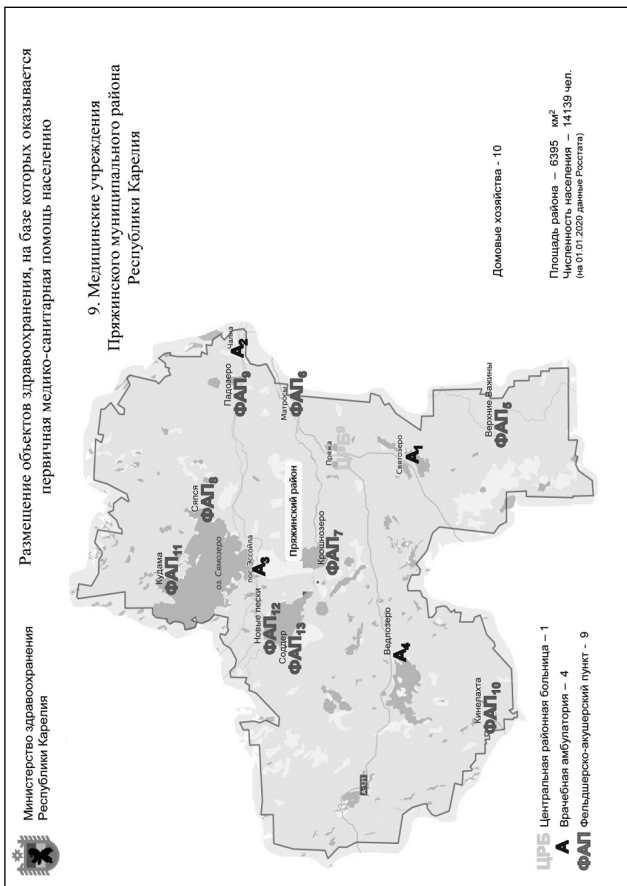 Министерство здравоохранения
Республики Карелия
Размещение объектов здравоохранения, на базе которых оказывается
первичная медико-санитарная помощь населению
9. Медицинские учреждения
Пряжинского муниципального района
Республики Карелия
Кудама
ФАП11
Сяпся
ФАП8
оз. Сямозеро
Падозеро
ФАП9
Чална
А2
пос. Эссойла
А3
Матросы
ФАП6
Новые пески
ФАП12
Соддер
ФАП13
Пряжинский район
Крошнозеро
ФАП7
Пряжа
ЦРБ
Ведлозеро
А4
Святозеро
А1
Кинелахта
ФАП10
Верхние Важины
ФАП5
ЦРБ Центральная районная больница – 1
А Врачебная амбулатория – 4
ФАП Фельдшерско-акушерский пункт - 9
Домовые хозяйства - 10
Площадь района – 6395 км²
Численность населения – 14139 чел.
(на 01.01.2020 данные Росстата)